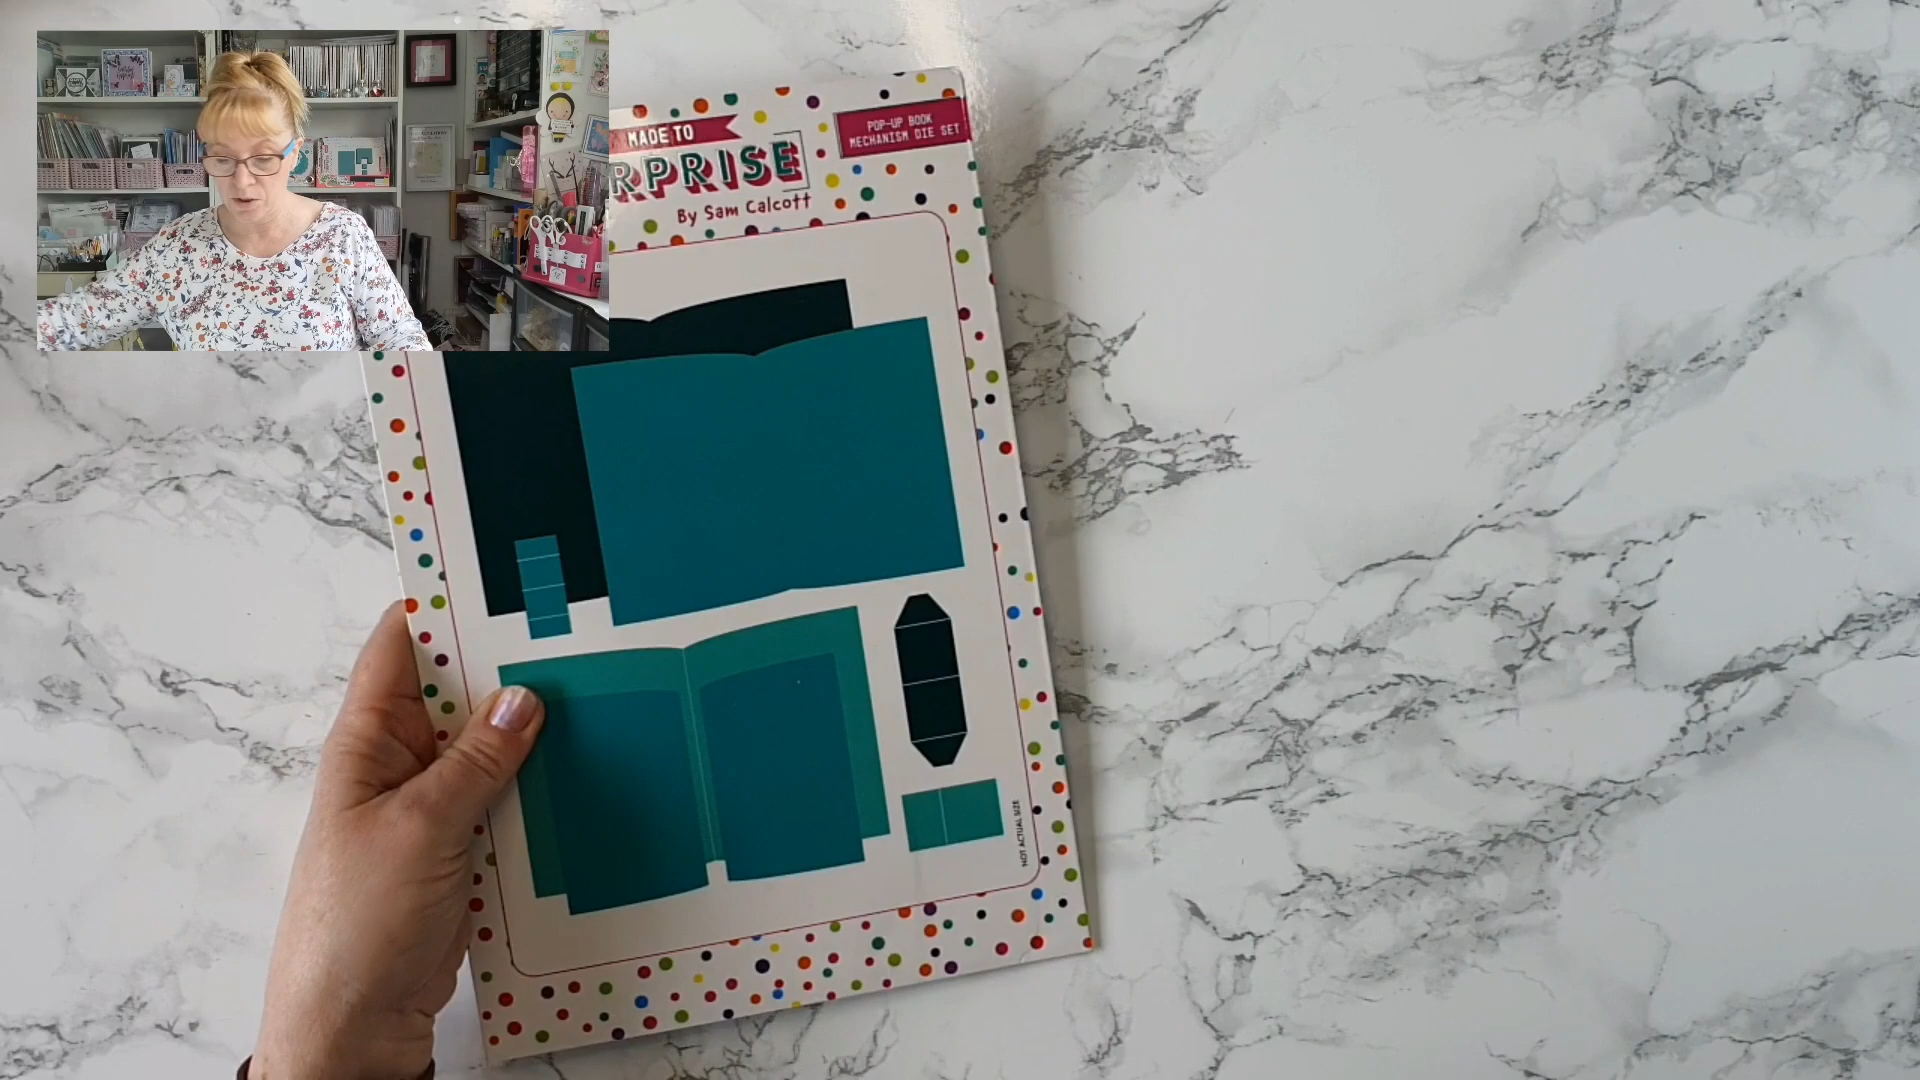 MADE TO
RPRISE
By Sam Calcott
POP-UP BOOK
MECHANISM DIE SET
NOT ACTUAL SIZE